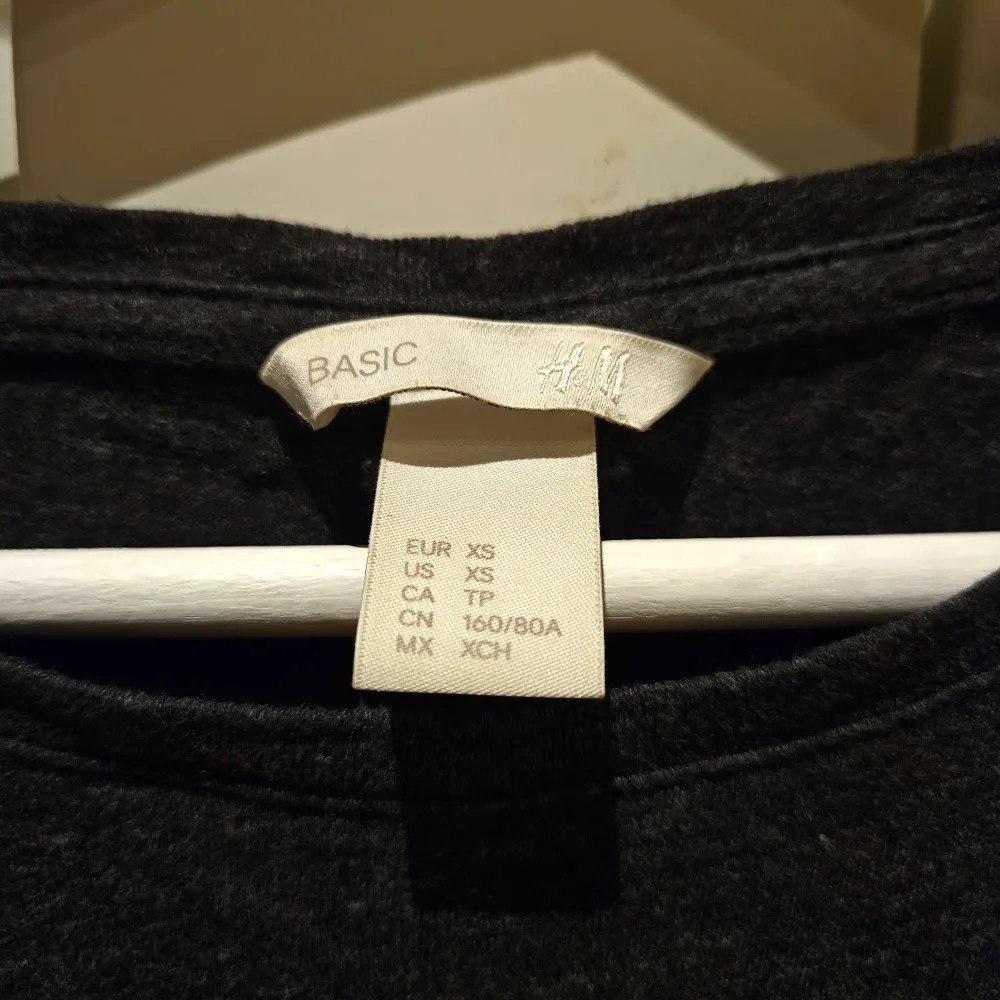 BASIC
EUR XS
US XS
CA TP
CN 160/80A
MX XCH